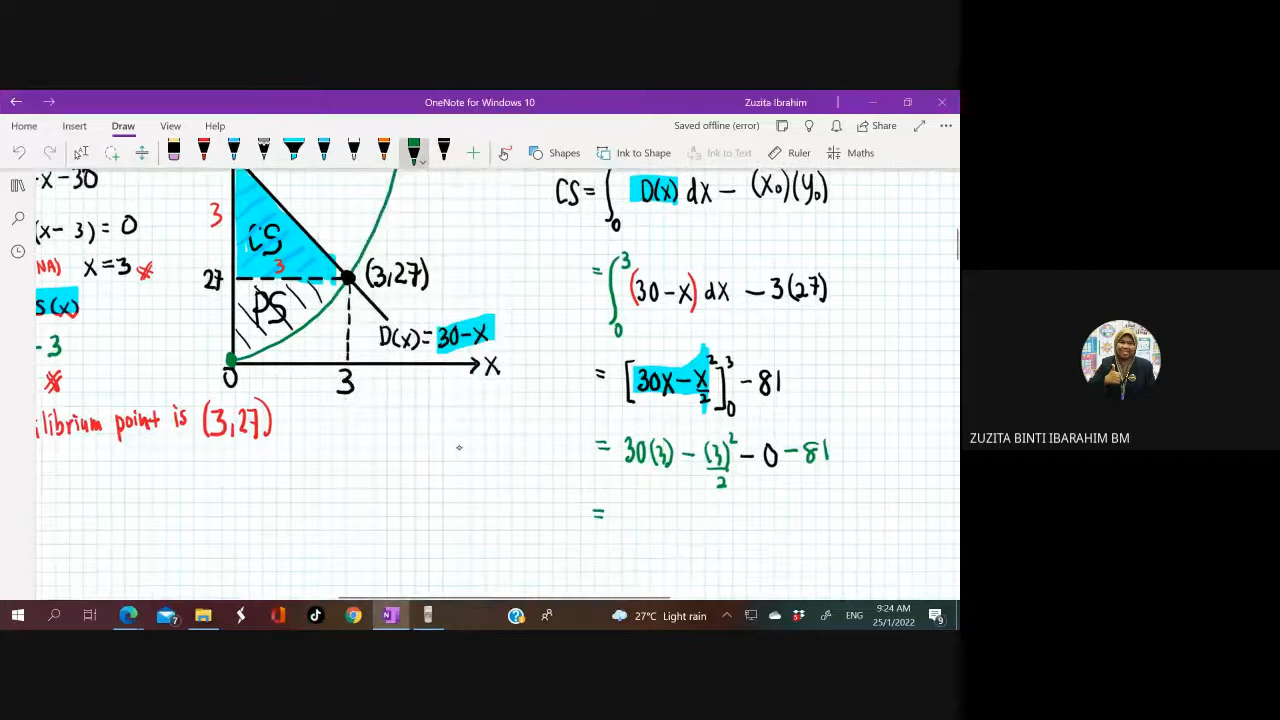 OneNote for Windows 10
Zuzita Ibrahim
Home Insert Draw View Help
Saved offline (error)
Share
Shapes
Ink to Shape
Ink to Text
Ruler
Maths
x-30
(x-3)=0
NA) x=3
S(x)
-3
ilibrium point is (3,27)
3
CS
3
27
(3,27)
PS
D(x)=30-x
0
3
X
CS=∫₀ D(x) dx - (x₀)(y₀)
=∫₀³ (30-x) dx - 3(27)
= [30x - x²/2]₀³ - 81
= 30(3) - (3)²/2 - 0 - 81
=
ZUZITA BINTI IBARAHIM BM
27°C Light rain
ENG
9:24 AM
25/1/2022